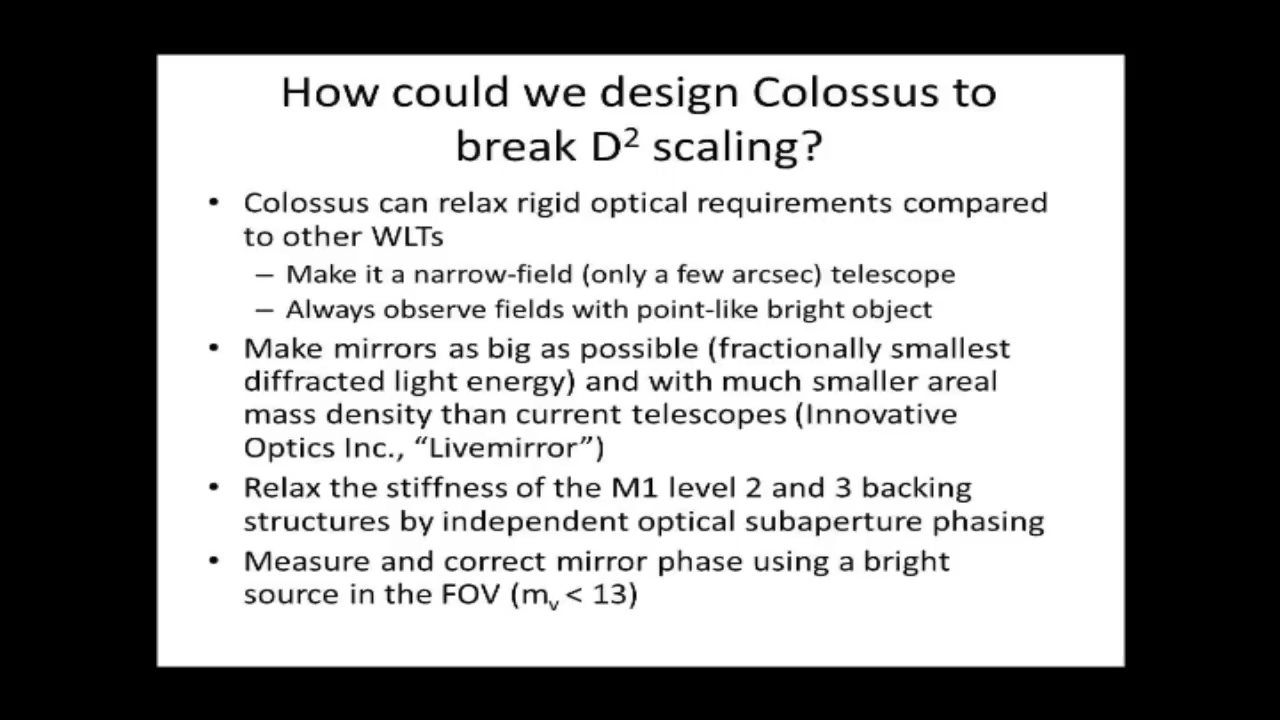 How could we design Colossus to
break D² scaling?
• Colossus can relax rigid optical requirements compared
to other WLTs
– Make it a narrow-field (only a few arcsec) telescope
– Always observe fields with point-like bright object
• Make mirrors as big as possible (fractionally smallest
diffracted light energy) and with much smaller areal
mass density than current telescopes (Innovative
Optics Inc., “Livemirror”)
• Relax the stiffness of the M1 level 2 and 3 backing
structures by independent optical subaperture phasing
• Measure and correct mirror phase using a bright
source in the FOV (mᵥ < 13)